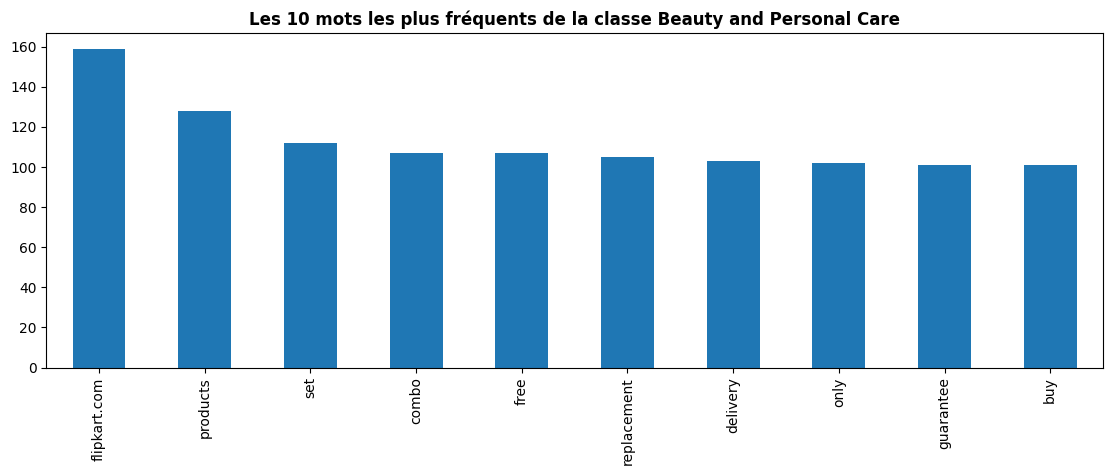 Les 10 mots les plus fréquents de la classe Beauty and Personal Care
160
140
120
100
80
60
40
20
0
flipkart.com
products
set
combo
free
replacement
delivery
only
guarantee
buy